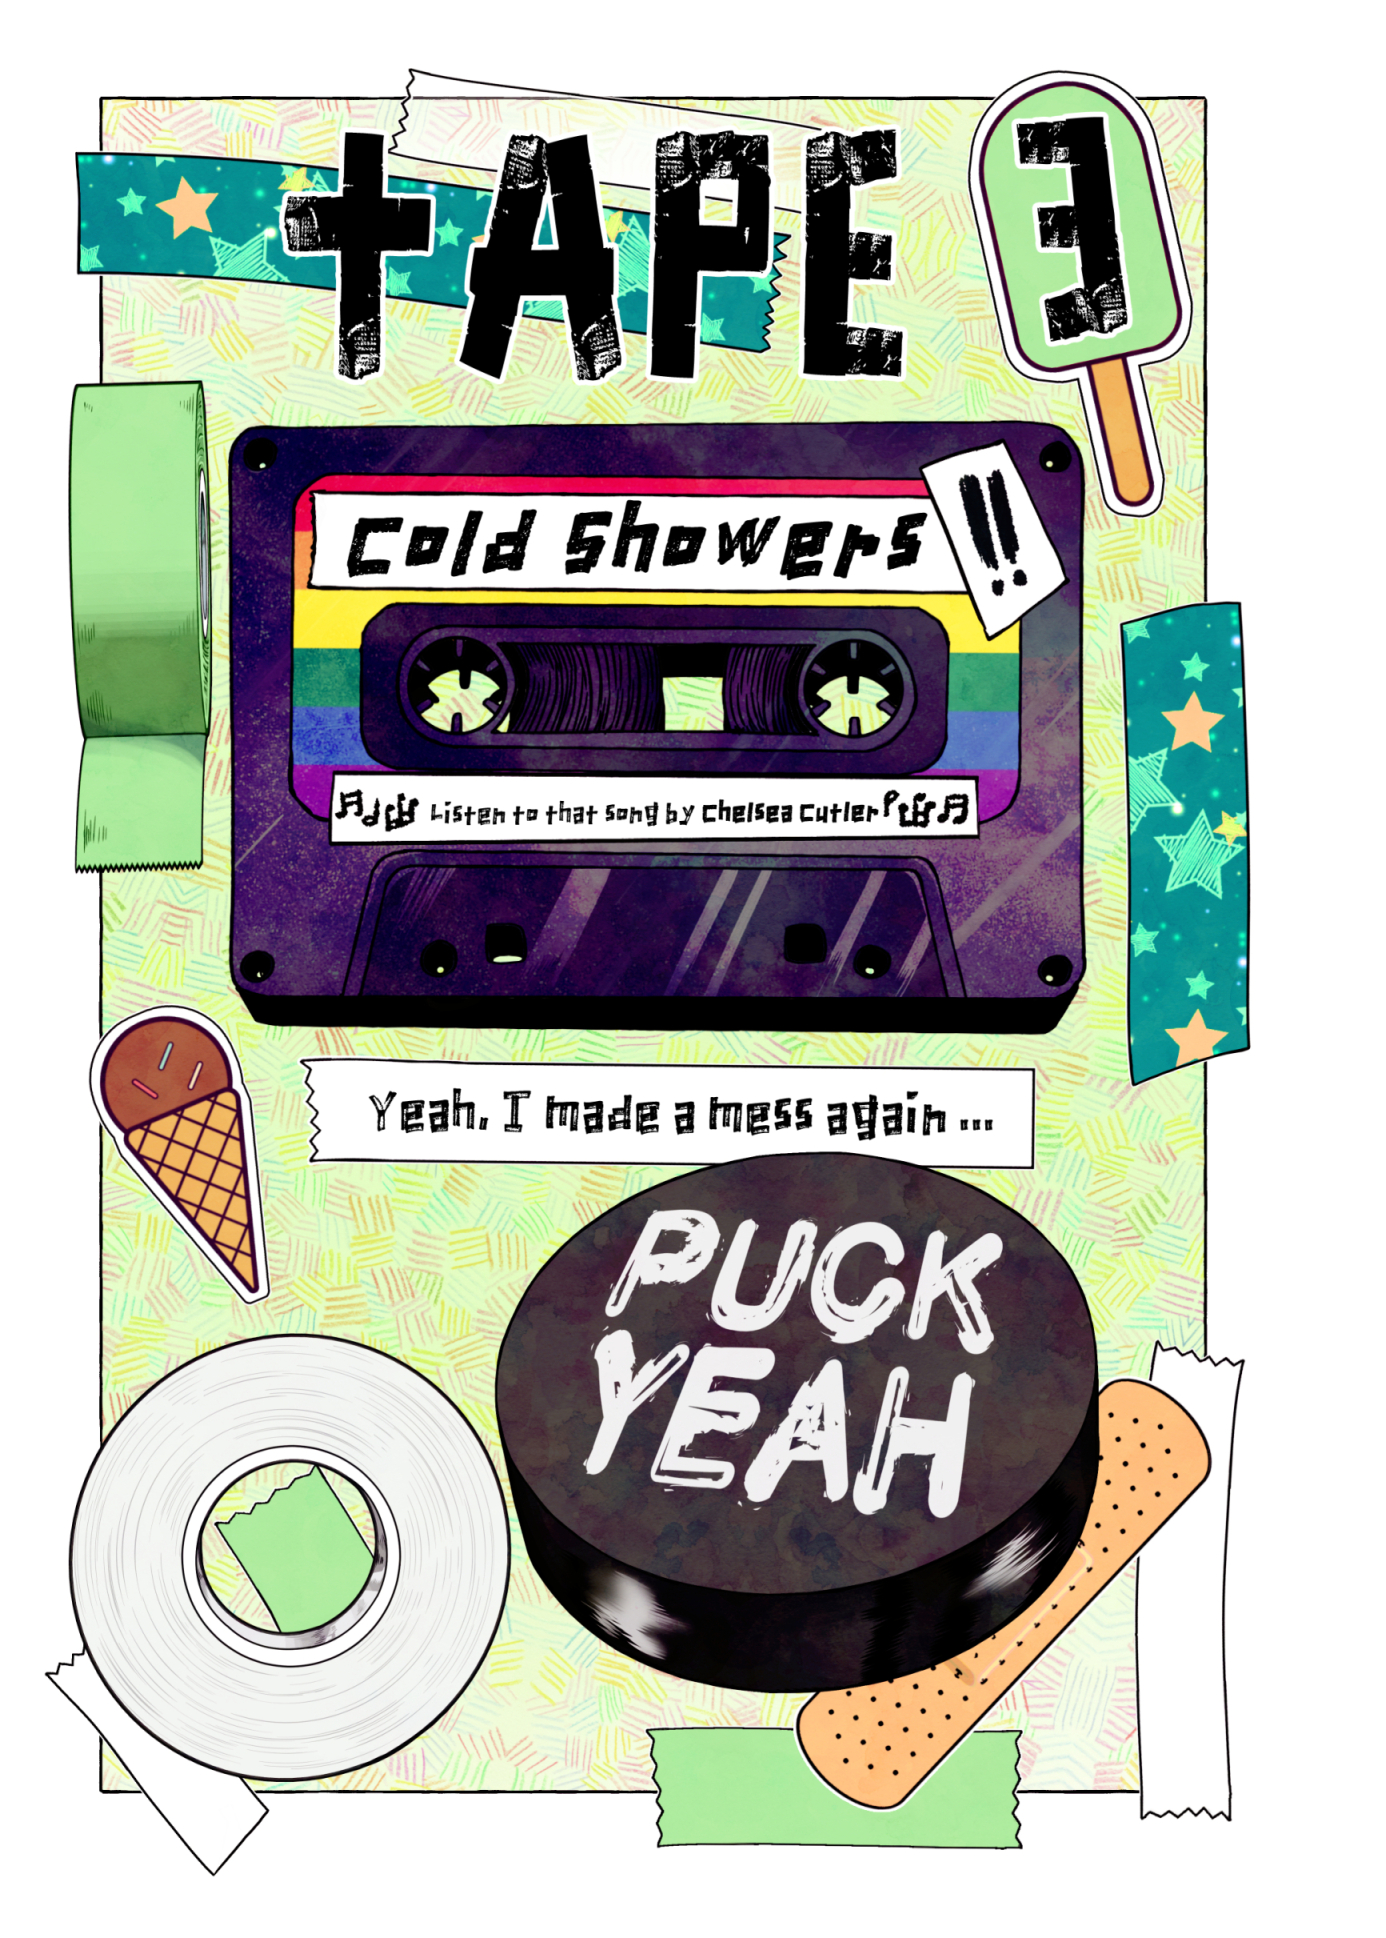 TAPE 3
Cold Showers !!
Listen to that song by Chelsea Cutler
Yeah, I made a mess again ...
PUCK
YEAH